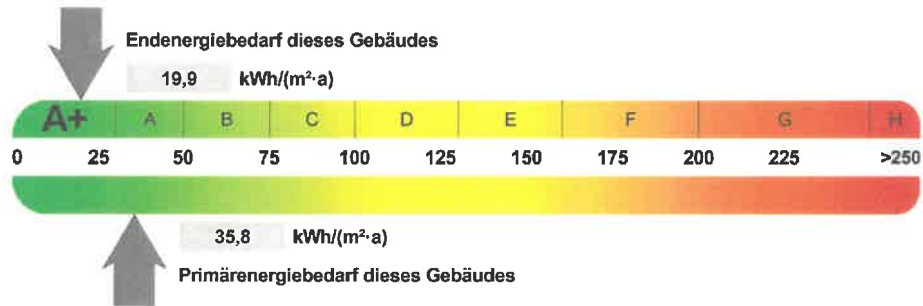 Endenergiebedarf dieses Gebäudes
19,9 kWh/(m²·a)
A+ A B C D E F G H
0 25 50 75 100 125 150 175 200 225 >250
35,8 kWh/(m²·a)
Primärenergiebedarf dieses Gebäudes